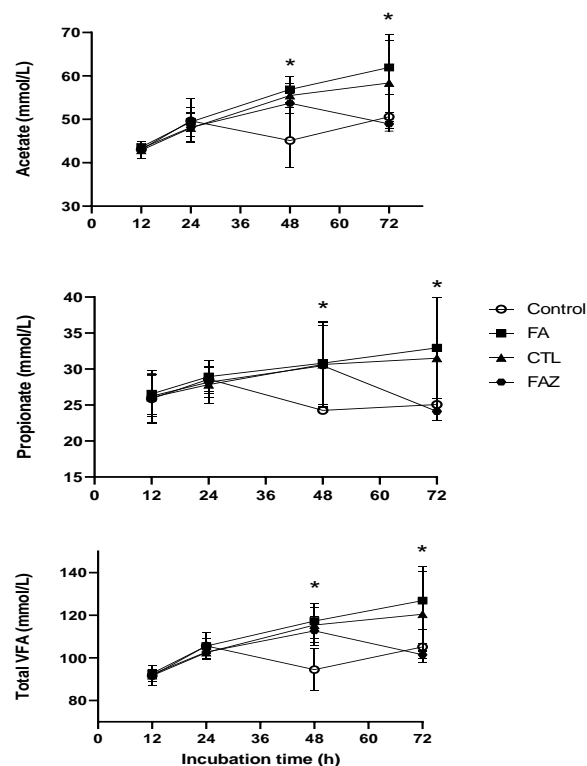 *
*
70
60
50
40
30
Acetate (mmol/L)
0 12 24 36 48 60 72
*
*
40
35
30
25
20
15
Propionate (mmol/L)
0 12 24 36 48 60 72
Control
FA
CTL
FAZ
*
*
140
120
100
80
Total VFA (mmol/L)
0 12 24 36 48 60 72
Incubation time (h)